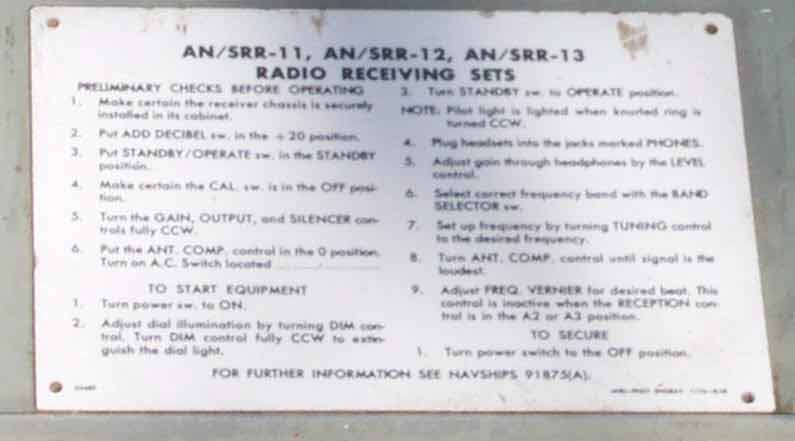 AN/SRR-11, AN/SRR-12, AN/SRR-13
RADIO RECEIVING SETS
PRELIMINARY CHECKS BEFORE OPERATING
1. Make certain the receiver chassis is securely
installed in its cabinet.
2. Put ADD DECIBEL sw. in the + 20 position.
3. Put STANDBY/OPERATE sw. in the STANDBY
position.
4. Make certain the CAL. sw. is in the OFF posi-
tion.
5. Turn the GAIN, OUTPUT, and SILENCER con-
trols fully CCW.
6. Put the ANT. COMP. control in the 0 position.
Turn on A.C. Switch located
TO START EQUIPMENT
1. Turn power sw. to ON.
2. Adjust dial illumination by turning DIM con-
trol. Turn DIM control fully CCW to extin-
guish the dial light.
3. Turn STANDBY sw. to OPERATE position.
NOTE: Pilot light is lighted when knurled ring is
turned CCW.
4. Plug headsets into the jacks marked PHONES.
5. Adjust gain through headphones by the LEVEL
control.
6. Select correct frequency band with the BAND
SELECTOR sw.
7. Set up frequency by turning TUNING control
to the desired frequency.
8. Turn ANT. COMP. control until signal is the
loudest.
9. Adjust FREQ. VERNIER for desired beat. This
control is inactive when the RECEPTION con-
trol is in the A2 or A3 position.
TO SECURE
1. Turn power switch to the OFF position.
FOR FURTHER INFORMATION SEE NAVSHIPS 91875(A).